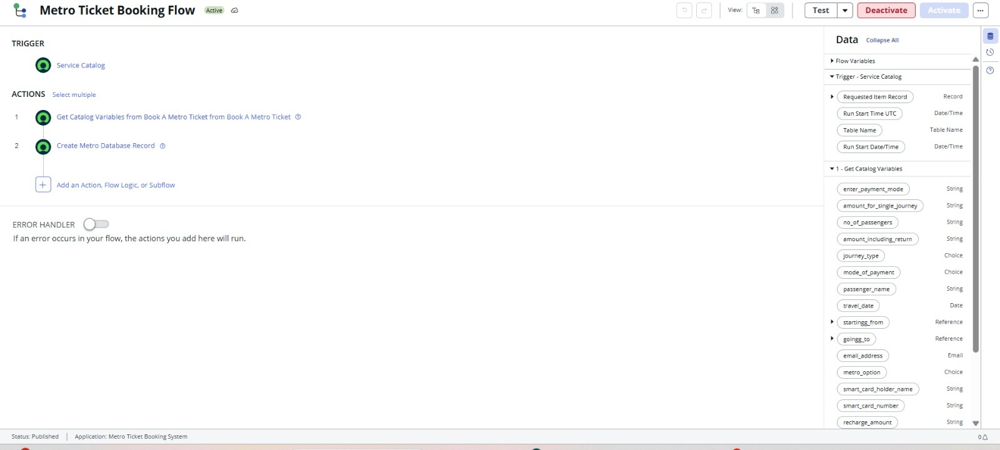 Metro Ticket Booking Flow Active View: Test Deactivate Activate
TRIGGER
Service Catalog
ACTIONS Select multiple
1 Get Catalog Variables from Book A Metro Ticket from Book A Metro Ticket
2 Create Metro Database Record
Add an Action, Flow Logic, or Subflow
ERROR HANDLER
If an error occurs in your flow, the actions you add here will run.
Data Collapse All
Flow Variables
Trigger - Service Catalog
Requested Item Record Record
Run Start Time UTC Date/Time
Table Name Table Name
Run Start Date/Time Date/Time
1 - Get Catalog Variables
enter_payment_mode String
amount_for_single_journey String
no_of_passengers String
amount_including_return String
journey_type Choice
mode_of_payment Choice
passenger_name String
travel_date Date
startingg_from Reference
goingg_to Reference
email_address Email
metro_option Choice
smart_card_holder_name String
smart_card_number String
recharge_amount String
Status: Published | Application: Metro Ticket Booking System 0